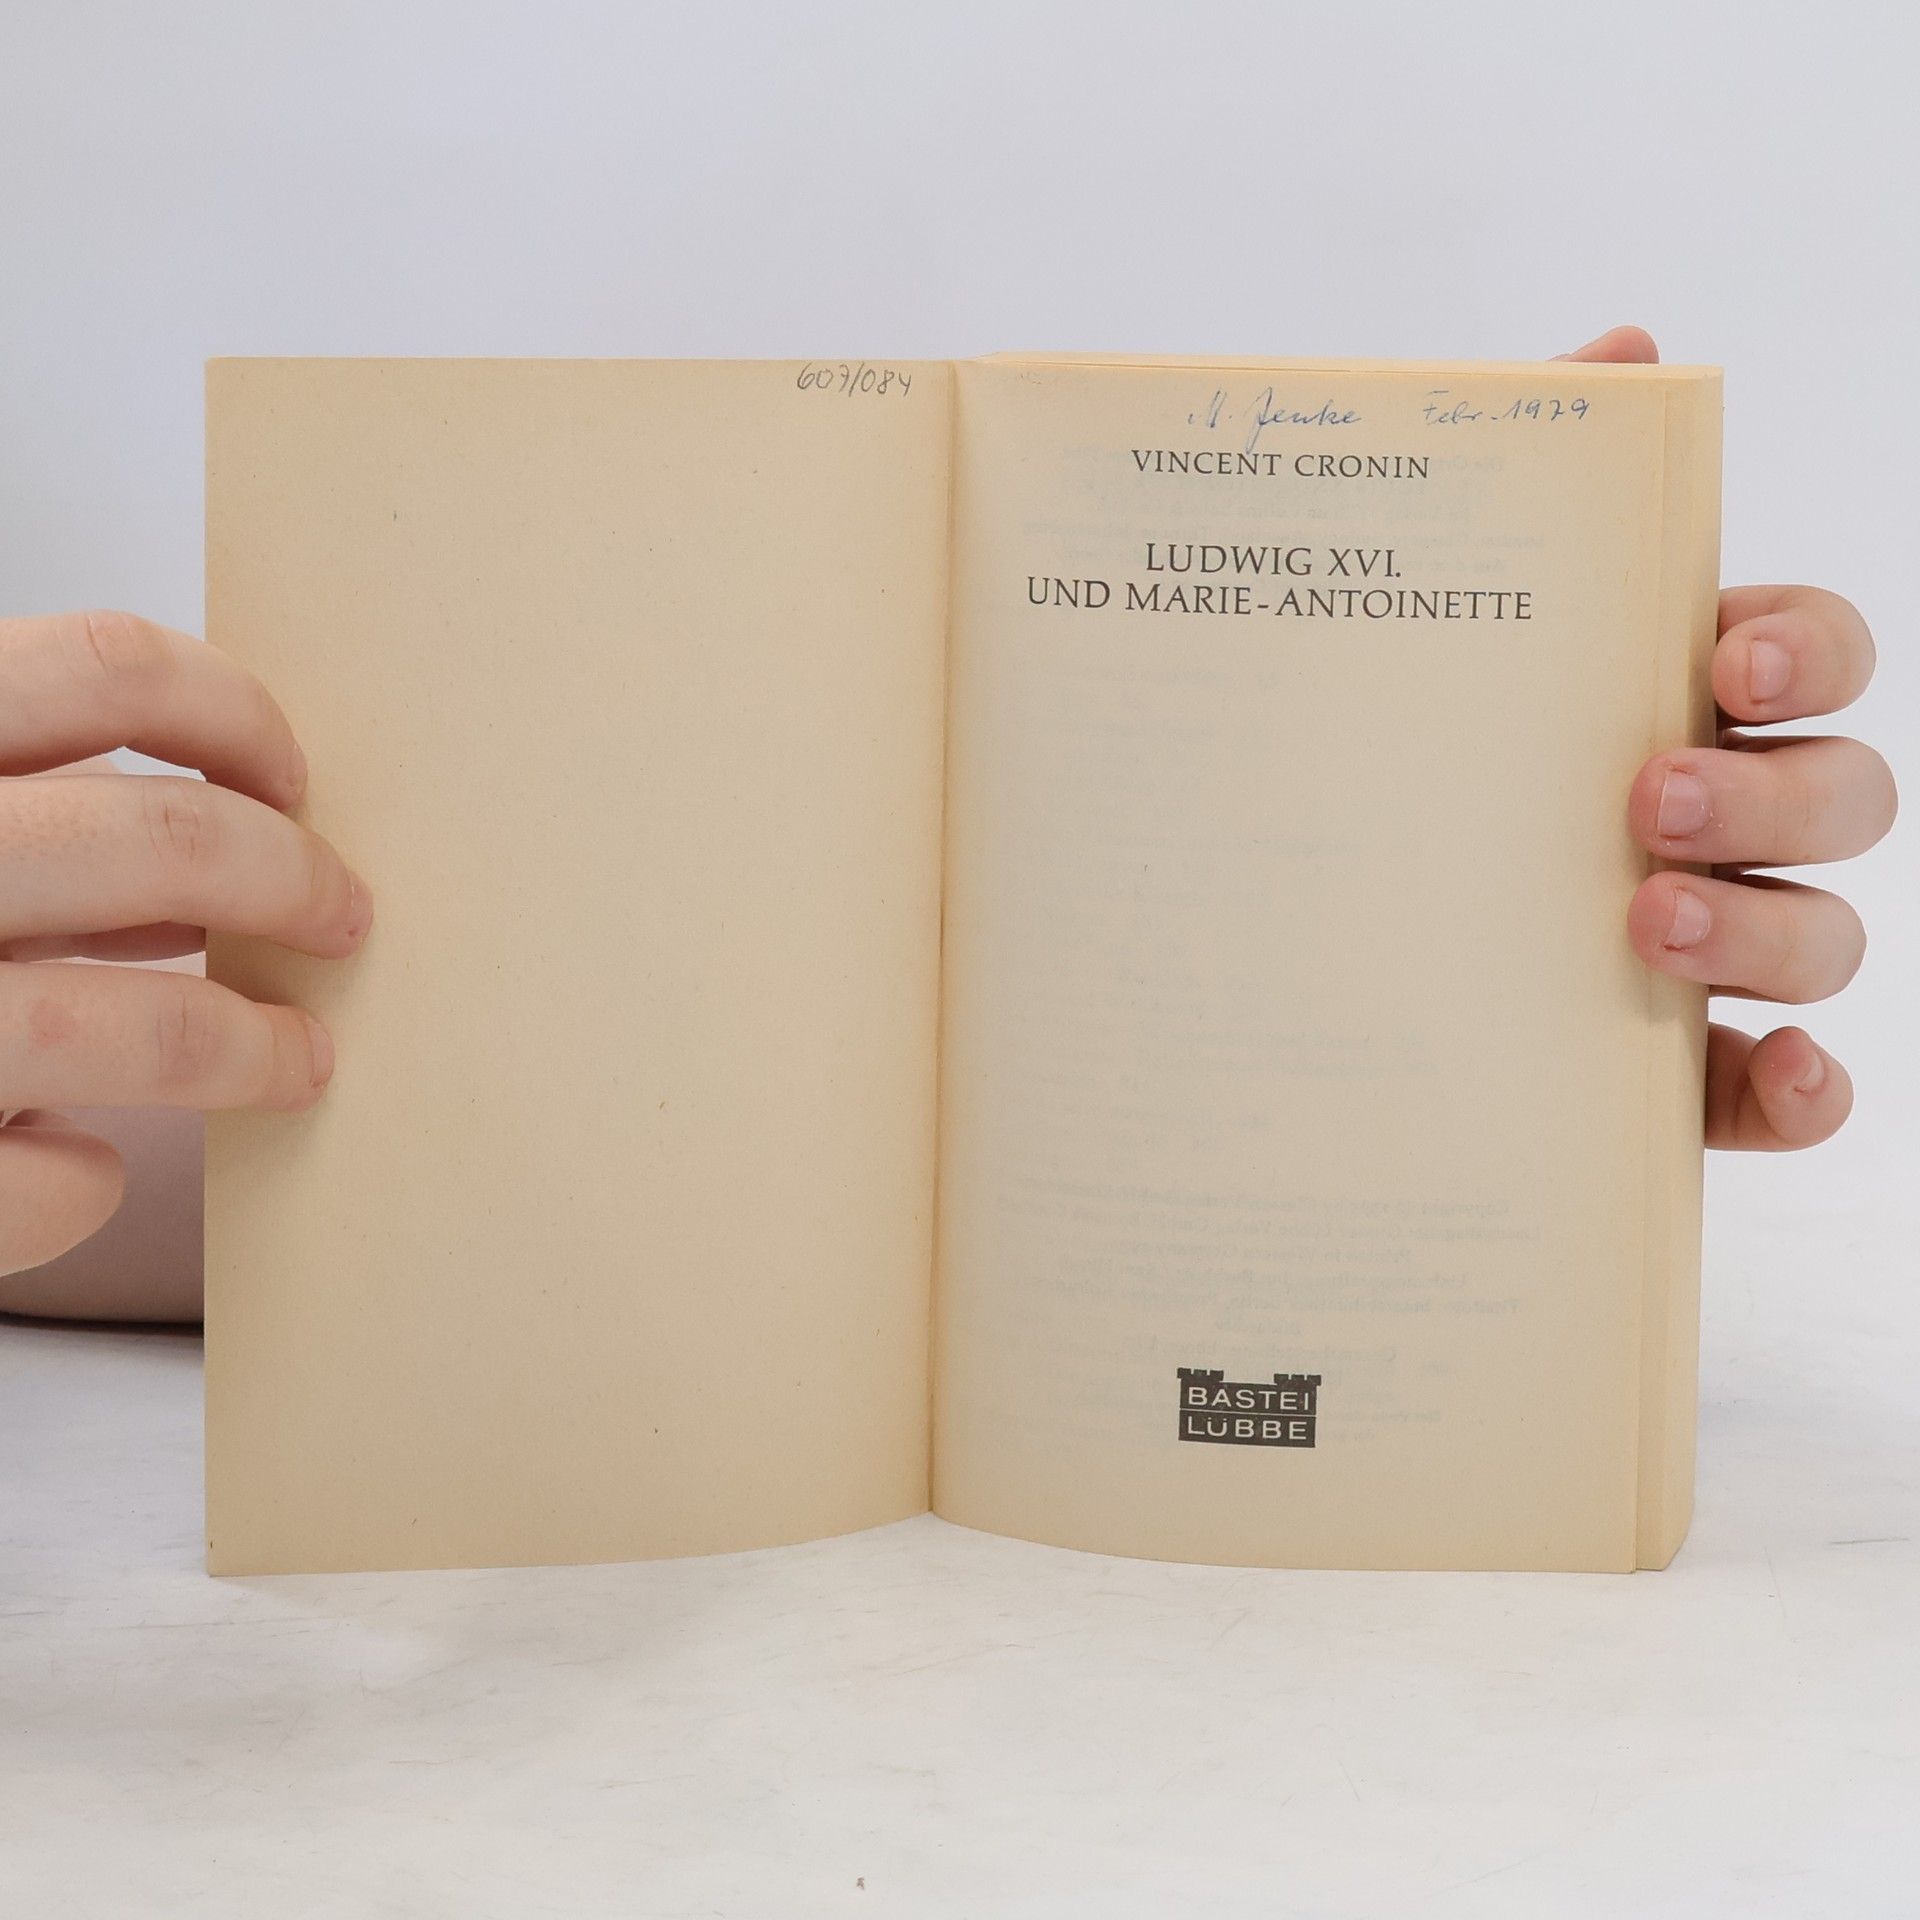 607/084
M. Jenke Febr. 1979
VINCENT CRONIN
LUDWIG XVI.
UND MARIE-ANTOINETTE
BASTEI
LÜBBE